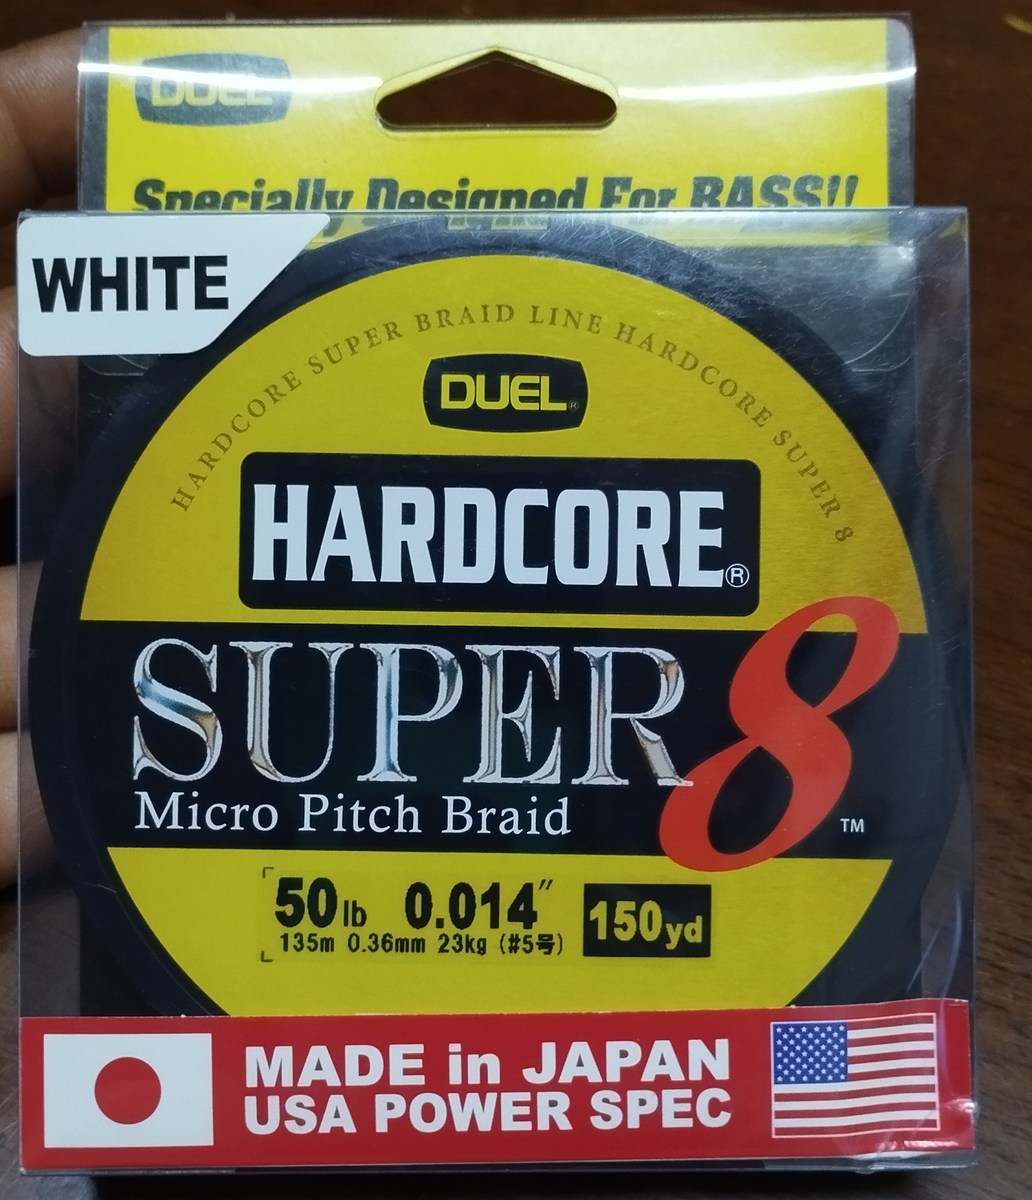 DUEL
Specially Designed For BASS!!
WHITE
HARDCORE SUPER BRAID LINE HARDCORE SUPER 8
DUEL®
HARDCORE®
SUPER 8™
Micro Pitch Braid
50lb 0.014″ 150yd
135m 0.36mm 23kg (#5号)
MADE in JAPAN
USA POWER SPEC